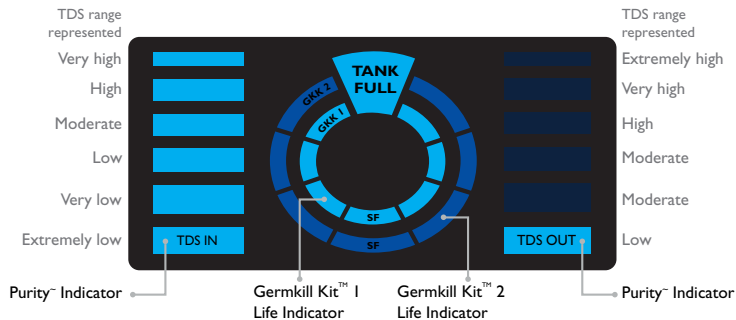 TDS range
represented
Very high
High
Moderate
Low
Very low
Extremely low
TDS IN
Purity~ Indicator
TANK
FULL
GKK 2
GKK 1
SF
SF
Germkill Kit™ 1
Life Indicator
Germkill Kit™ 2
Life Indicator
TDS range
represented
Extremely high
Very high
High
Moderate
Moderate
Low
TDS OUT
Purity~ Indicator